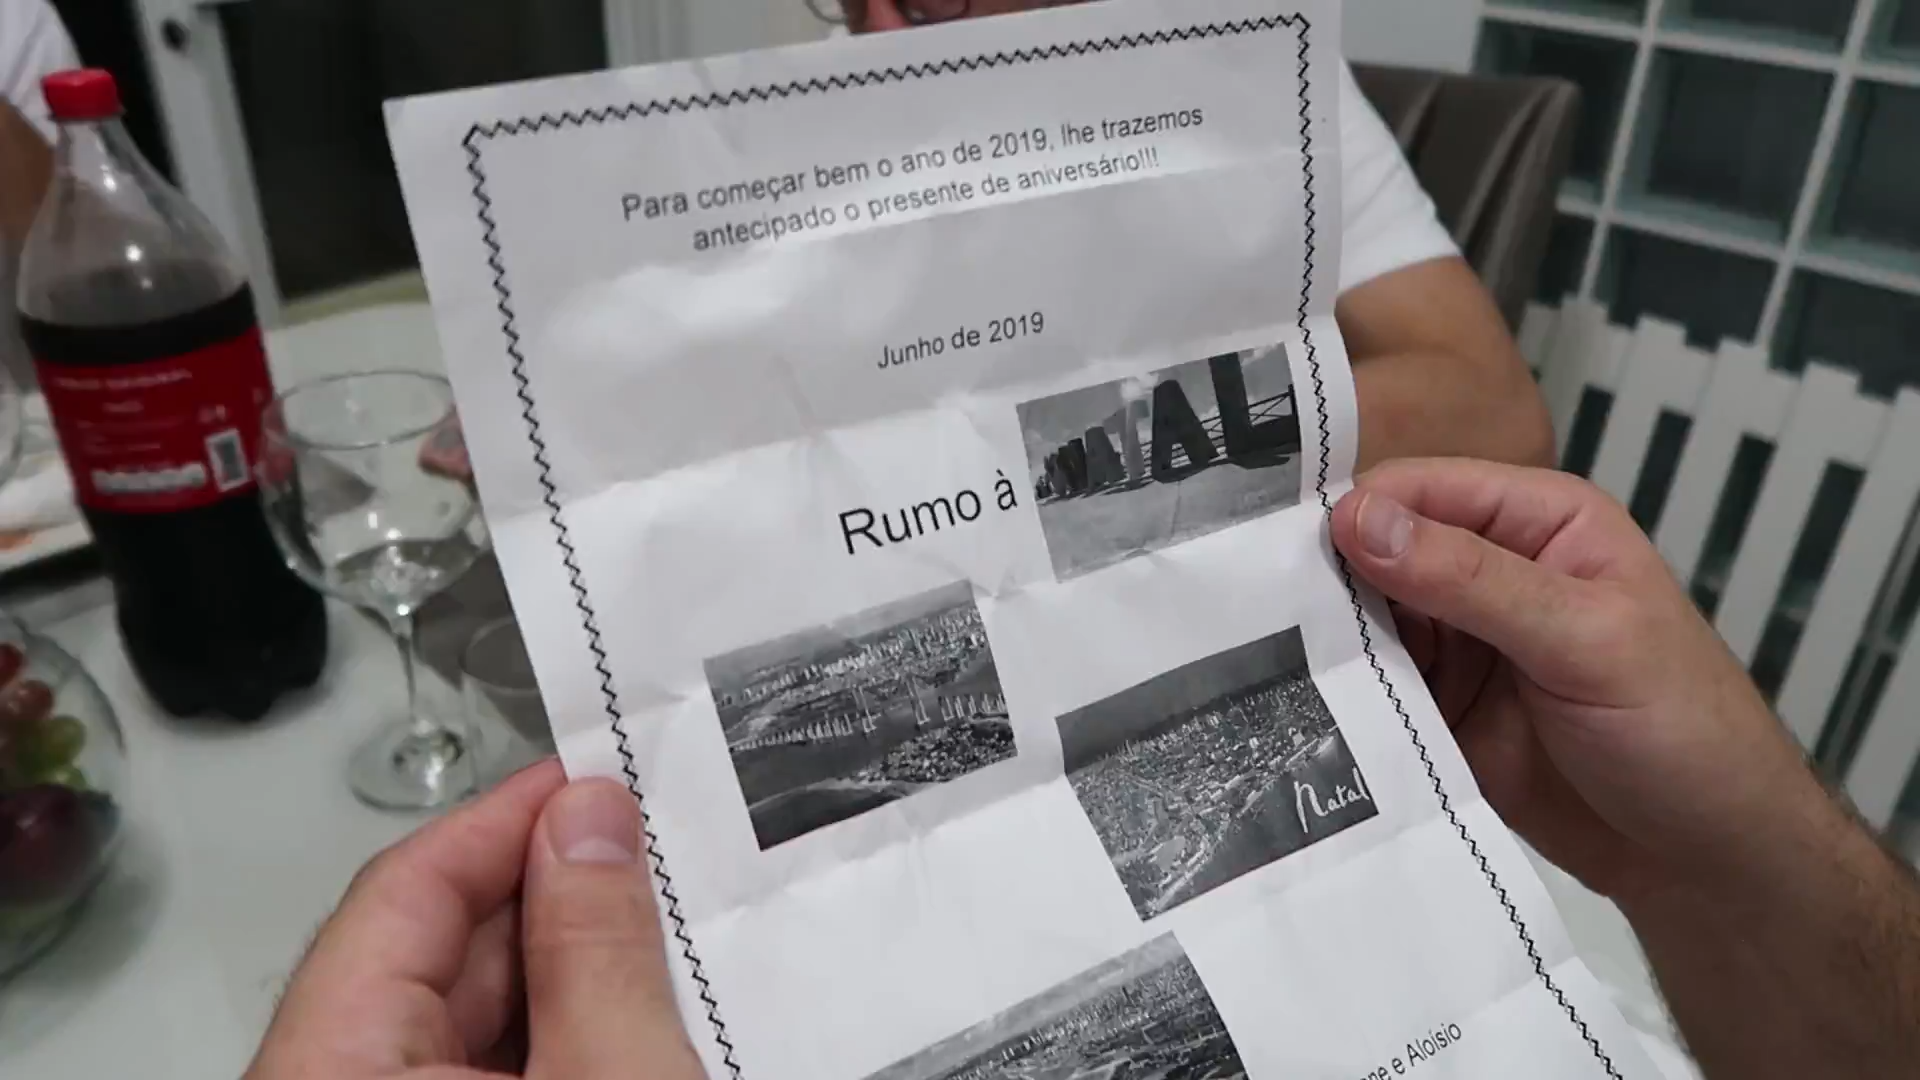 Para começar bem o ano de 2019, lhe trazemos
antecipado o presente de aniversário!!!
Junho de 2019
Rumo à
NATAL
Natal
e Aloísio